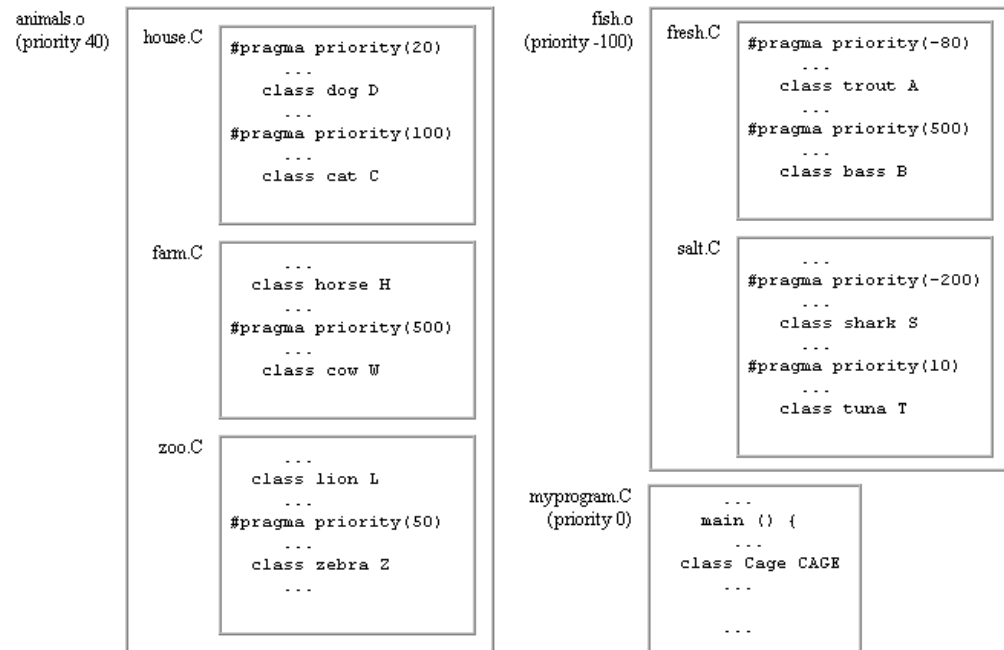 animals.o
(priority 40)
house.C
#pragma priority(20)
...
class dog D
...
#pragma priority(100)
...
class cat C
farm.C
...
class horse H
...
#pragma priority(500)
...
class cow W
zoo.C
...
class lion L
...
#pragma priority(50)
...
class zebra Z
...
fish.o
(priority -100)
fresh.C
#pragma priority(-80)
...
class trout A
...
#pragma priority(500)
...
class bass B
salt.C
...
#pragma priority(-200)
...
class shark S
...
#pragma priority(10)
...
class tuna T
myprogram.C
(priority 0)
...
main () {
...
class Cage CAGE
...
...